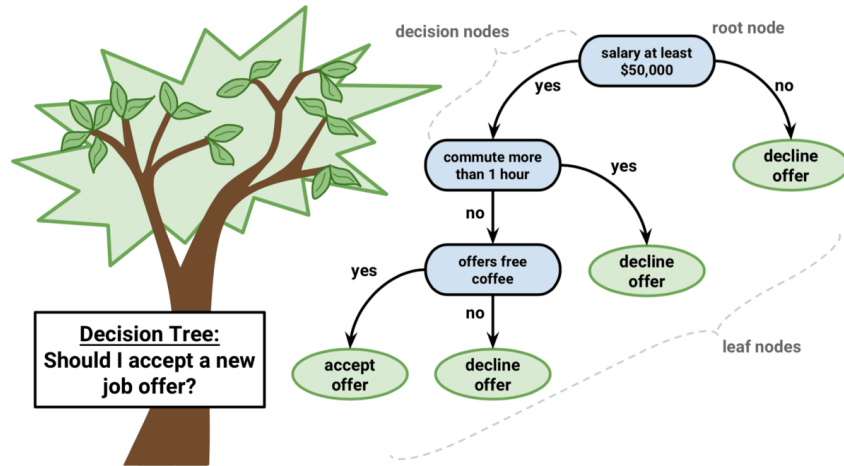 decision nodes
root node
salary at least
$50,000
yes
no
commute more
than 1 hour
yes
decline
offer
no
offers free
coffee
decline
offer
yes
no
Decision Tree:
Should I accept a new
job offer?
leaf nodes
accept
offer
decline
offer